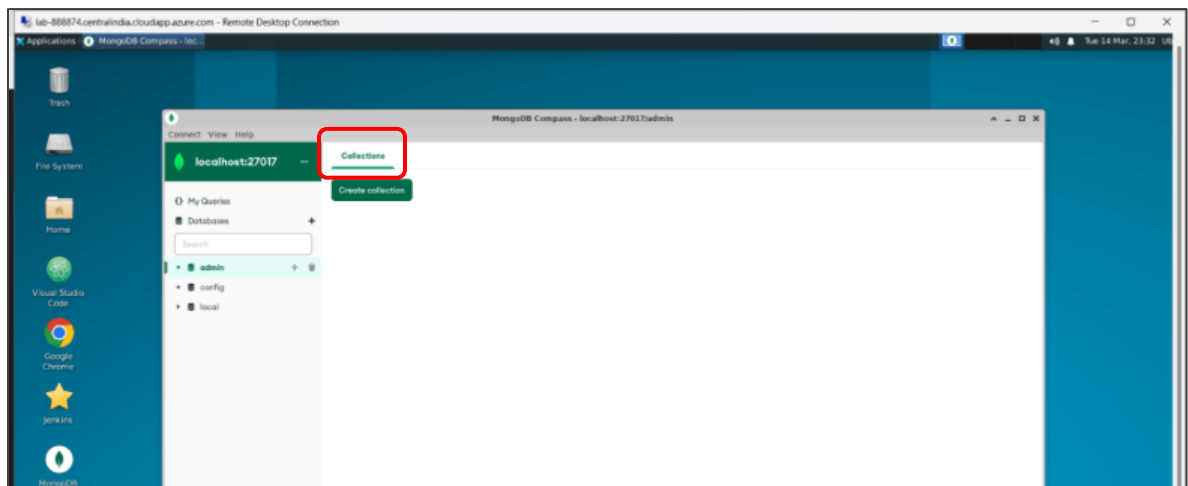 lab-888874.centralindia.cloudapp.azure.com - Remote Desktop Connection
Applications MongoDB Compass - loc... Tue 14 Mar, 23:32
Trash
File System
Home
Visual Studio
Code
Google
Chrome
Jenkins
MongoDB
MongoDB Compass - localhost:27017/admin
Connect View Help
localhost:27017 ...
My Queries
Databases
Search
admin
config
local
Collections
Create collection